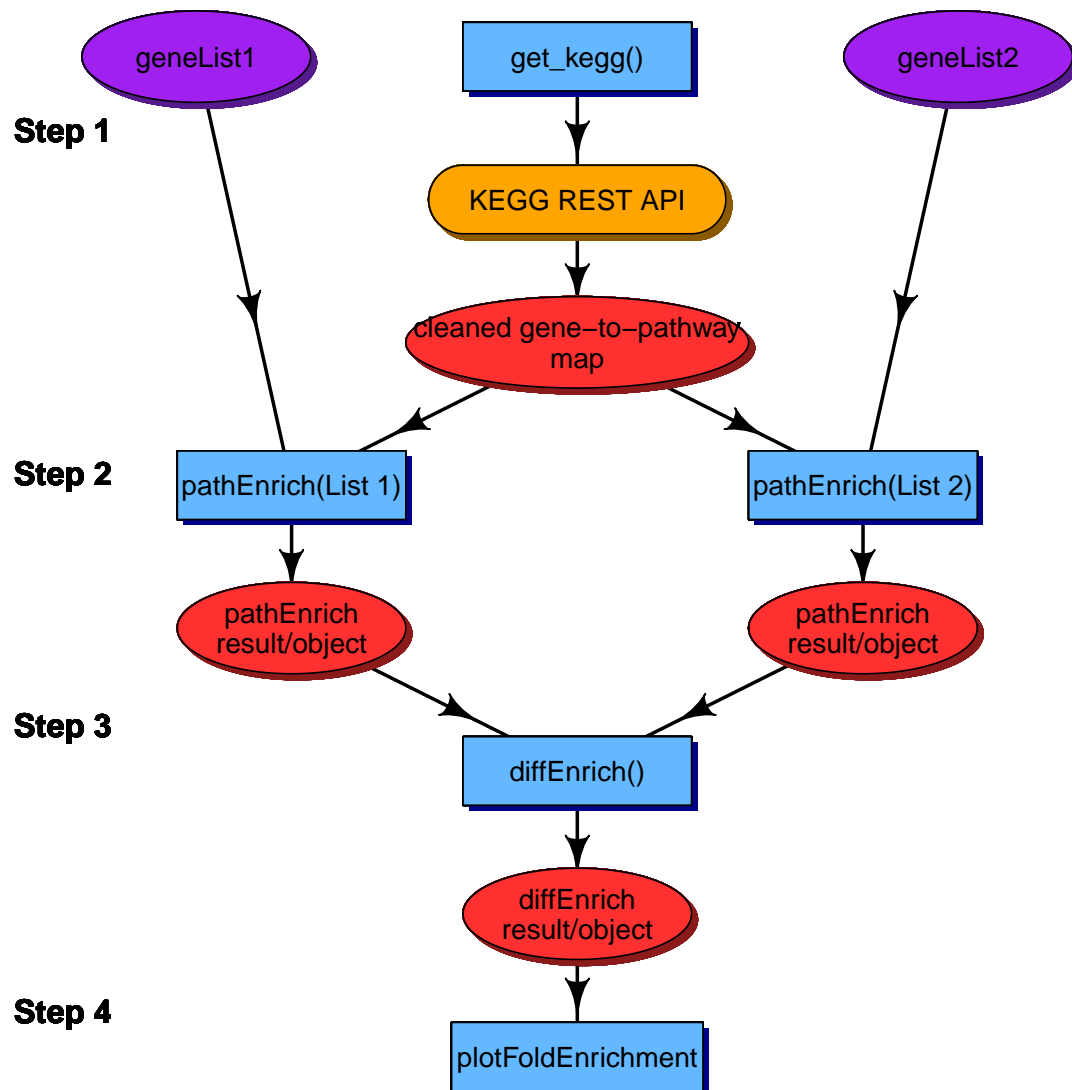 geneList1
get_kegg()
geneList2
Step 1
KEGG REST API
cleaned gene−to−pathway
map
Step 2
pathEnrich(List 1)
pathEnrich(List 2)
pathEnrich
result/object
pathEnrich
result/object
Step 3
diffEnrich()
diffEnrich
result/object
Step 4
plotFoldEnrichment